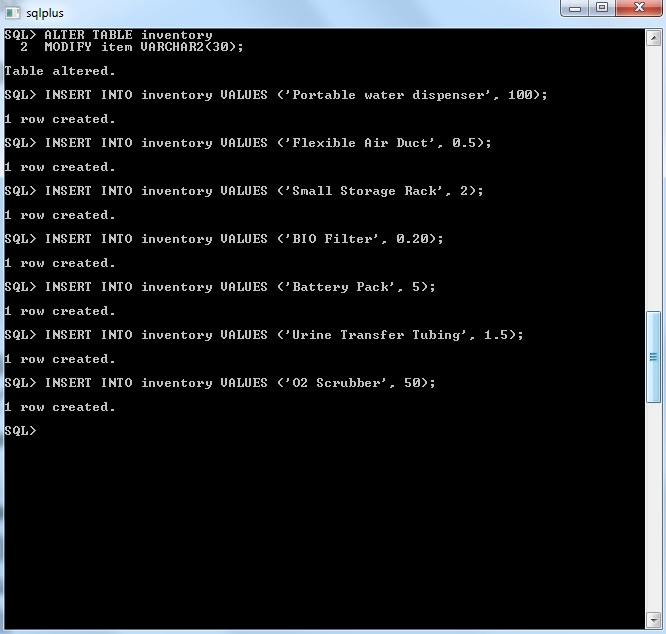 sqlplus
SQL> ALTER TABLE inventory
2 MODIFY item VARCHAR2(30);
Table altered.
SQL> INSERT INTO inventory VALUES ('Portable water dispenser', 100);
1 row created.
SQL> INSERT INTO inventory VALUES ('Flexible Air Duct', 0.5);
1 row created.
SQL> INSERT INTO inventory VALUES ('Small Storage Rack', 2);
1 row created.
SQL> INSERT INTO inventory VALUES ('BIO Filter', 0.20);
1 row created.
SQL> INSERT INTO inventory VALUES ('Battery Pack', 5);
1 row created.
SQL> INSERT INTO inventory VALUES ('Urine Transfer Tubing', 1.5);
1 row created.
SQL> INSERT INTO inventory VALUES ('O2 Scrubber', 50);
1 row created.
SQL>